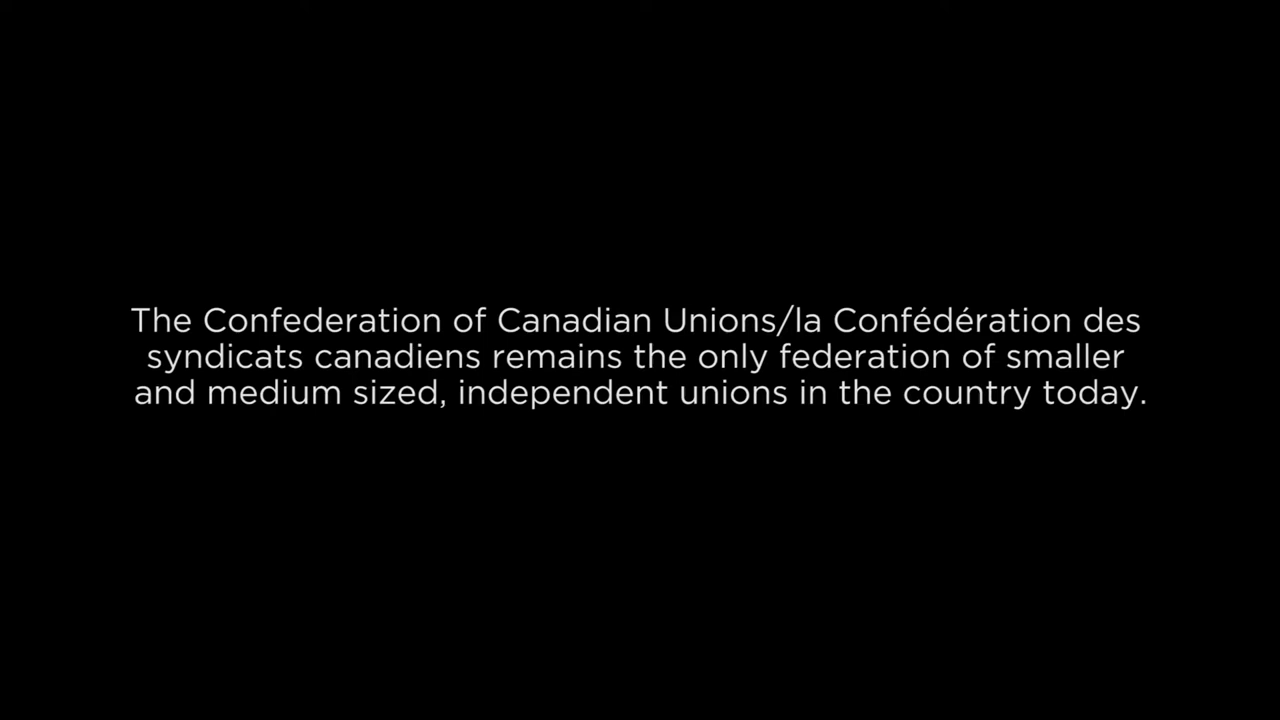 The Confederation of Canadian Unions/la Confédération des
syndicats canadiens remains the only federation of smaller
and medium sized, independent unions in the country today.